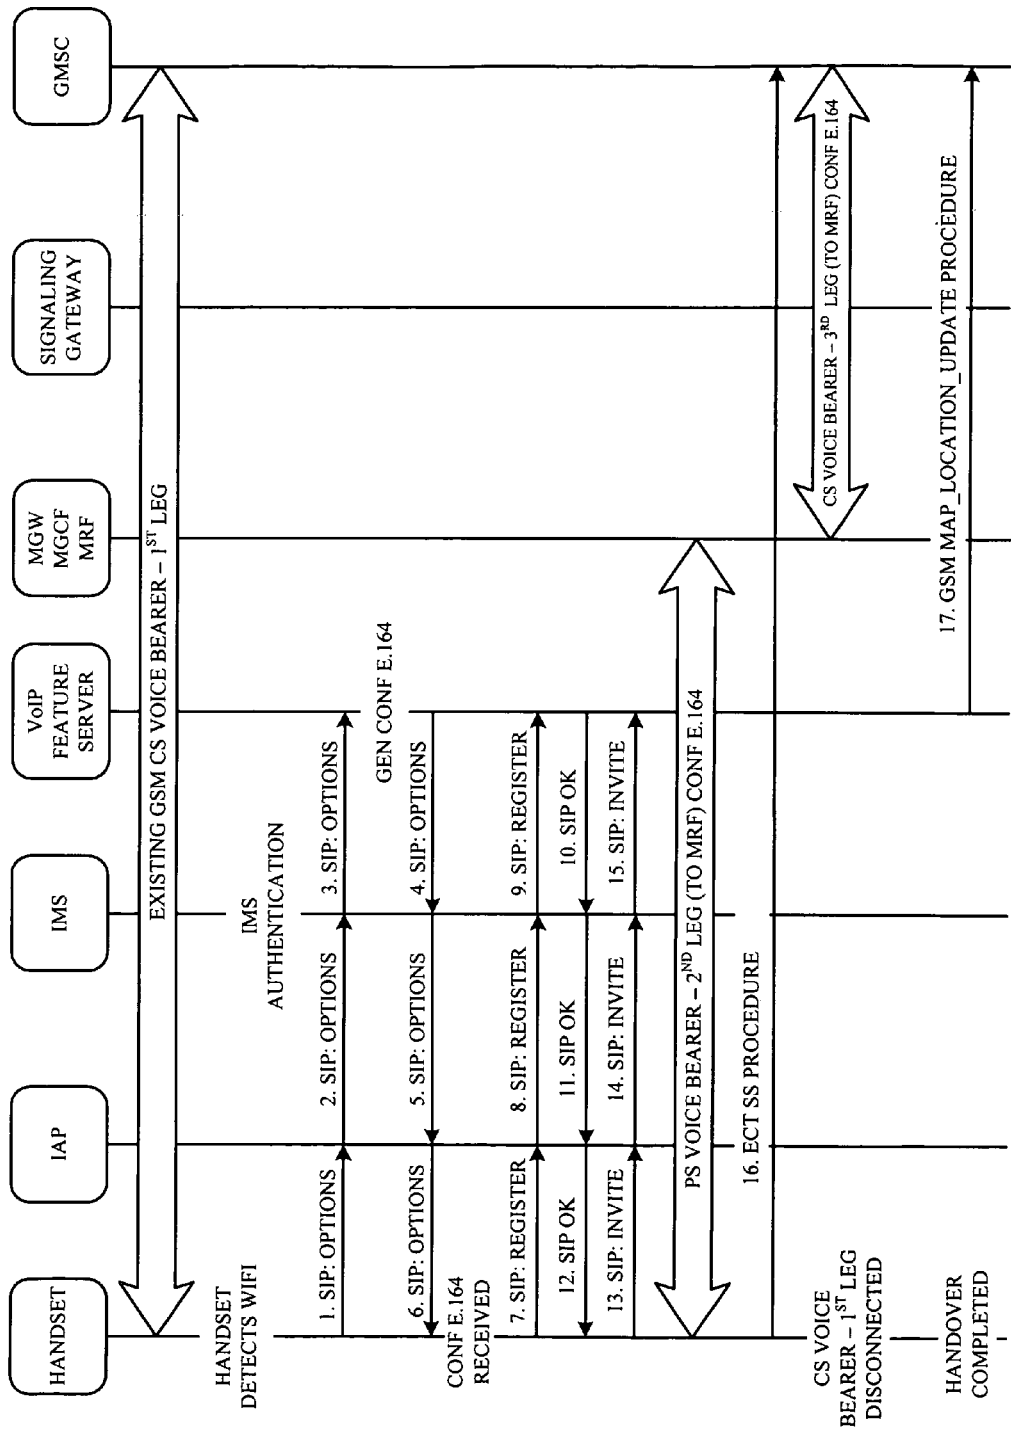 HANDSET
IAP
IMS
VoIP
FEATURE
SERVER
MGW
MGCF
MRF
SIGNALING
GATEWAY
GMSC
EXISTING GSM CS VOICE BEARER – 1ST LEG
HANDSET
DETECTS WIFI
IMS
AUTHENTICATION
1. SIP: OPTIONS
2. SIP: OPTIONS
3. SIP: OPTIONS
GEN CONF E.164
6. SIP: OPTIONS
5. SIP: OPTIONS
4. SIP: OPTIONS
CONF E.164
RECEIVED
7. SIP: REGISTER
8. SIP: REGISTER
9. SIP: REGISTER
12. SIP OK
11. SIP OK
10. SIP OK
13. SIP: INVITE
14. SIP: INVITE
15. SIP: INVITE
PS VOICE BEARER – 2ND LEG (TO MRF) CONF E.164
16. ECT SS PROCEDURE
CS VOICE
BEARER – 1ST LEG
DISCONNECTED
CS VOICE BEARER – 3RD LEG (TO MRF) CONF E.164
HANDOVER
COMPLETED
17. GSM MAP_LOCATION_UPDATE PROCEDURE